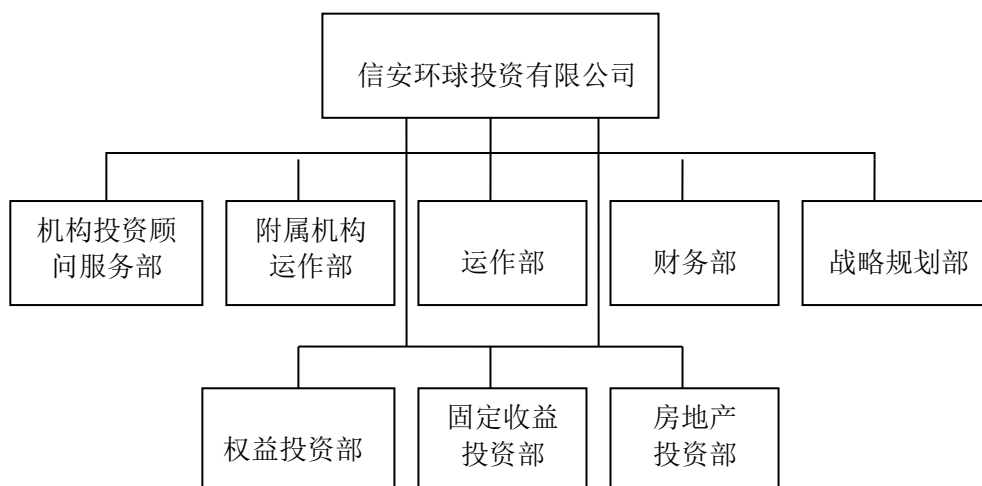 信安环球投资有限公司
机构投资顾
问服务部
附属机构
运作部
运作部
财务部
战略规划部
权益投资部
固定收益
投资部
房地产
投资部